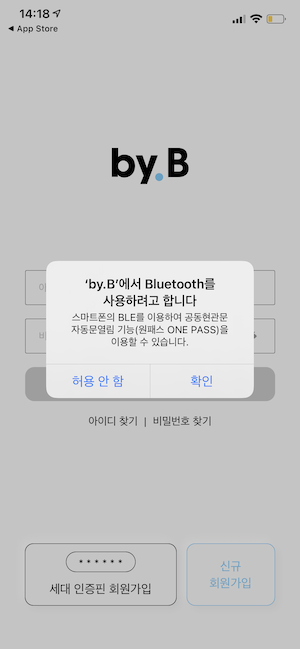 14:18
App Store
by.B
'by.B'에서 Bluetooth를
사용하려고 합니다
스마트폰의 BLE를 이용하여 공동현관문
자동문열림 기능(원패스 ONE PASS)을
이용할 수 있습니다.
허용 안 함
확인
아이디 찾기 | 비밀번호 찾기
******
세대 인증핀 회원가입
신규
회원가입